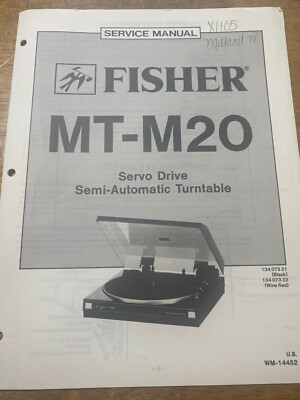 SERVICE MANUAL
X1105
FISHER®
MT-M20
Servo Drive
Semi-Automatic Turntable
134 073 21
(Black)
134 073 22
(Wine Red)
U.S.
WM-14452